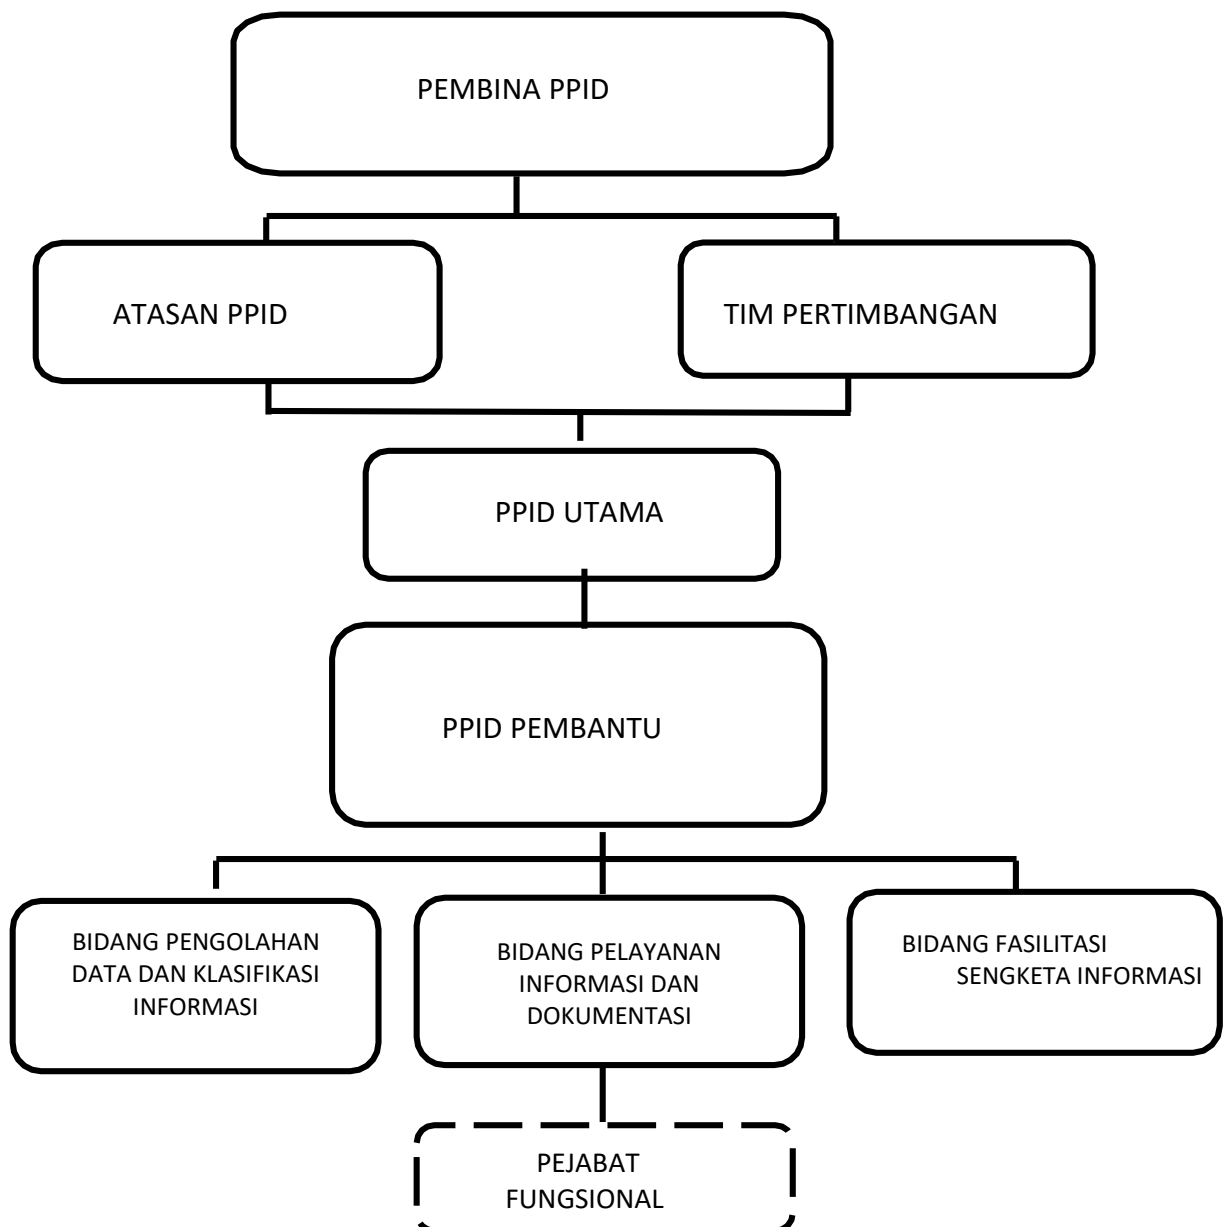 PEMBINA PPID
ATASAN PPID
TIM PERTIMBANGAN
PPID UTAMA
PPID PEMBANTU
BIDANG PENGOLAHAN
DATA DAN KLASIFIKASI
INFORMASI
BIDANG PELAYANAN
INFORMASI DAN
DOKUMENTASI
BIDANG FASILITASI
SENGKETA INFORMASI
PEJABAT
FUNGSIONAL